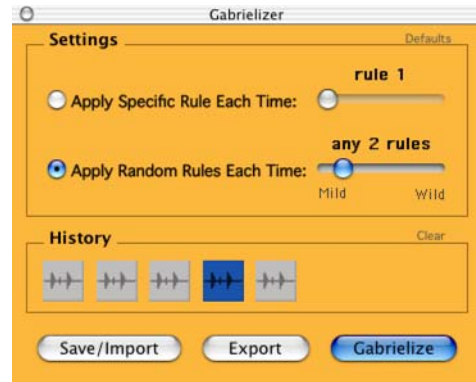 Gabrielizer
Settings
Defaults
rule 1
Apply Specific Rule Each Time:
any 2 rules
Apply Random Rules Each Time:
Mild
Wild
History
Clear
Save/Import
Export
Gabrielize